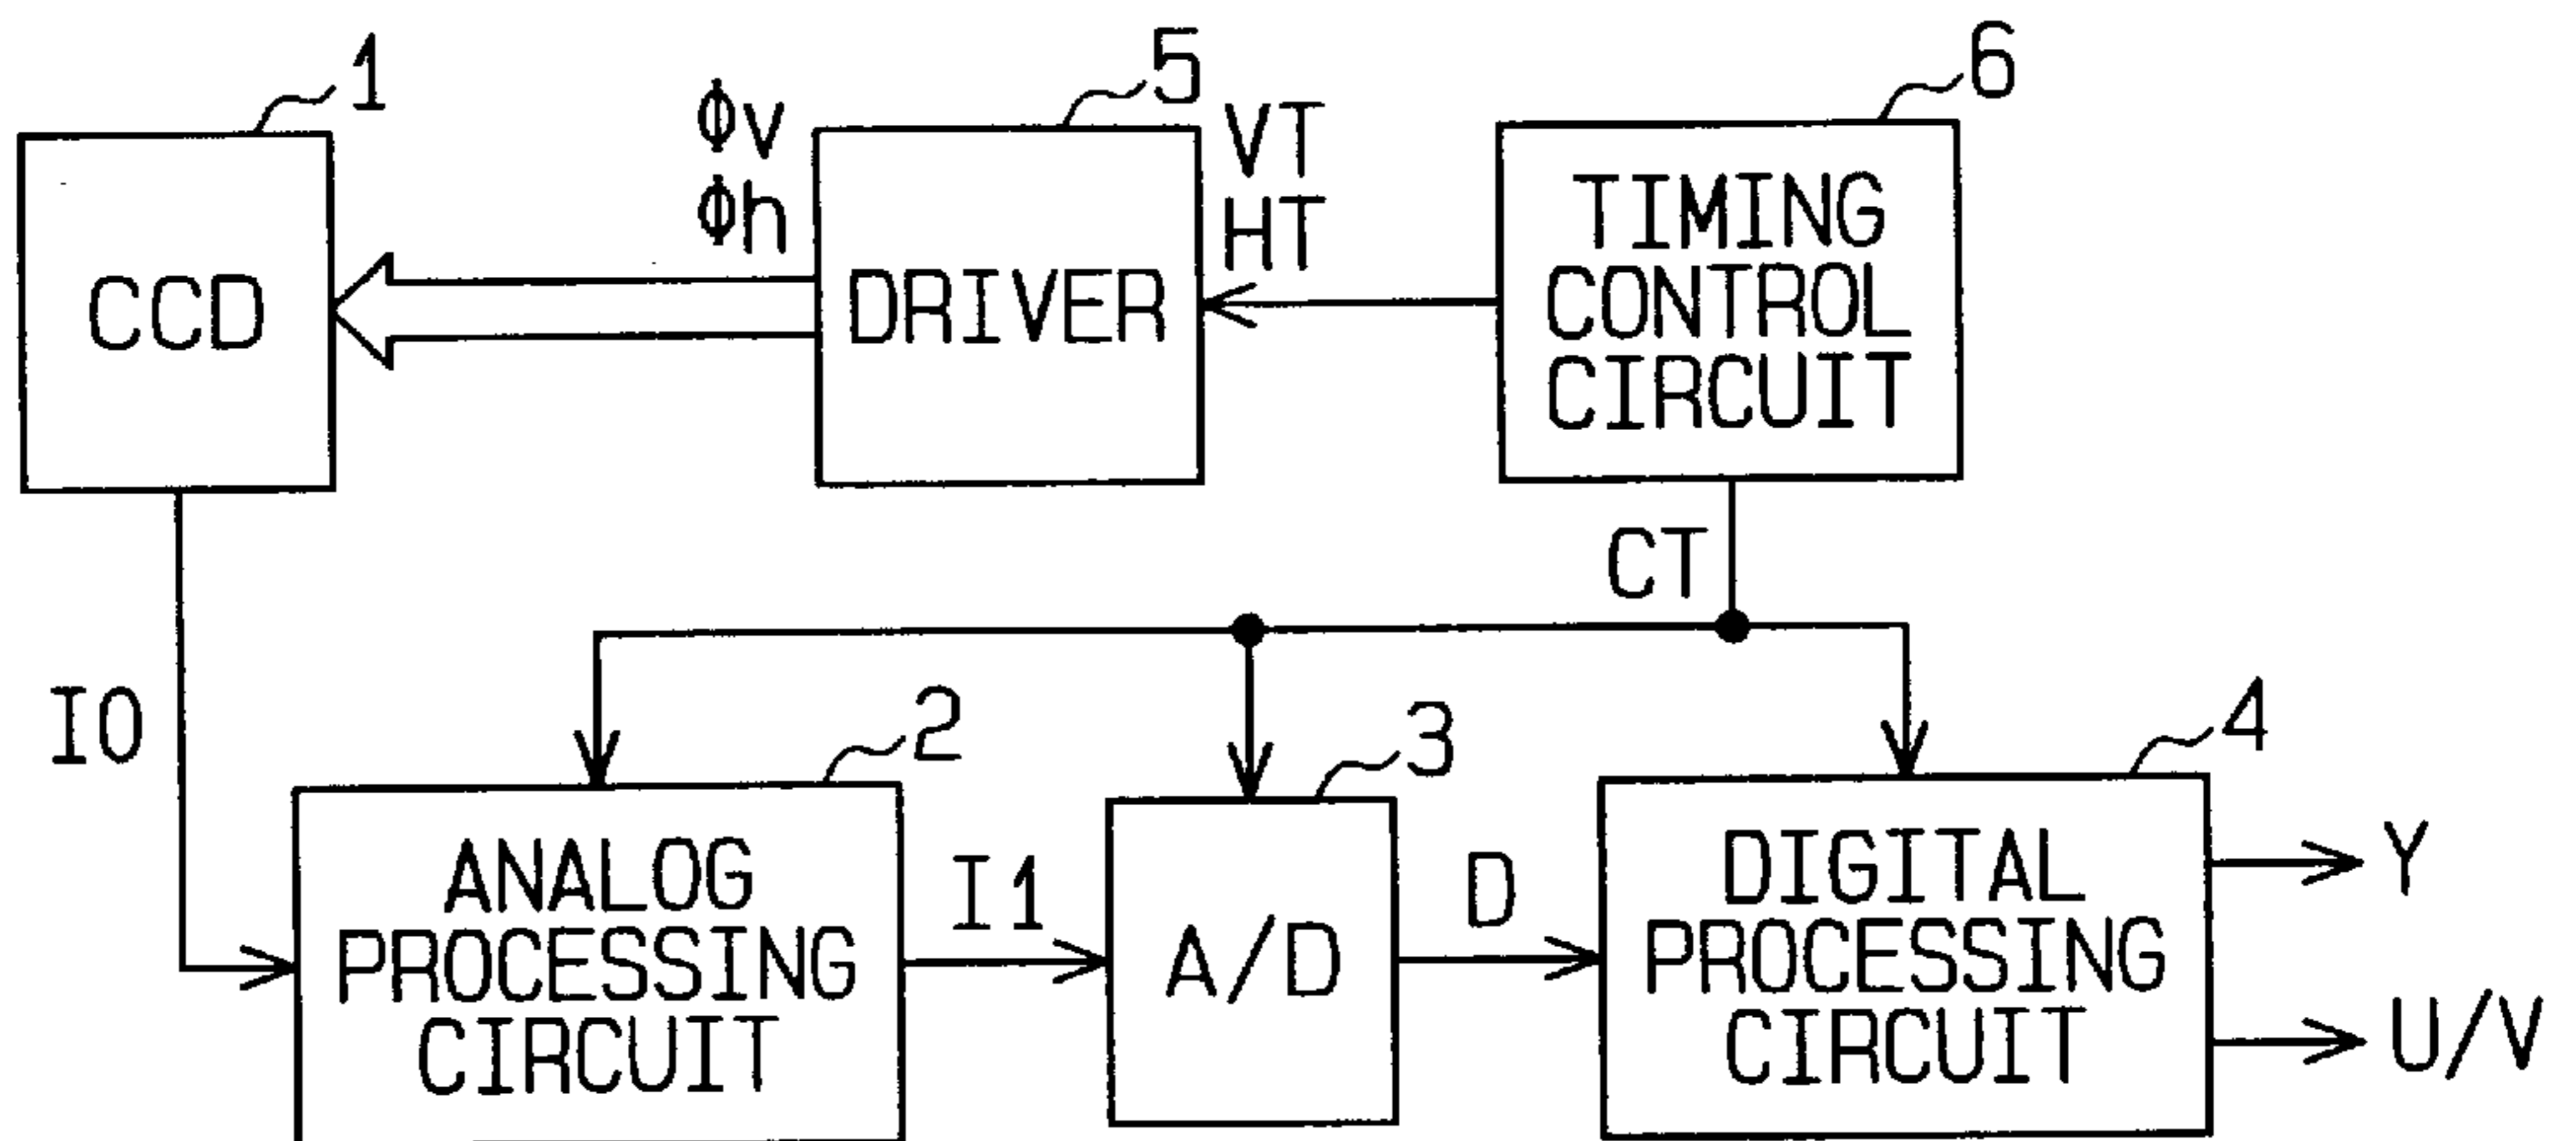 1
5
6
Φv
Φh
VT
HT
CCD
DRIVER
TIMING
CONTROL
CIRCUIT
CT
I0
2
3
4
ANALOG
PROCESSING
CIRCUIT
I1
A/D
D
DIGITAL
PROCESSING
CIRCUIT
Y
U/V